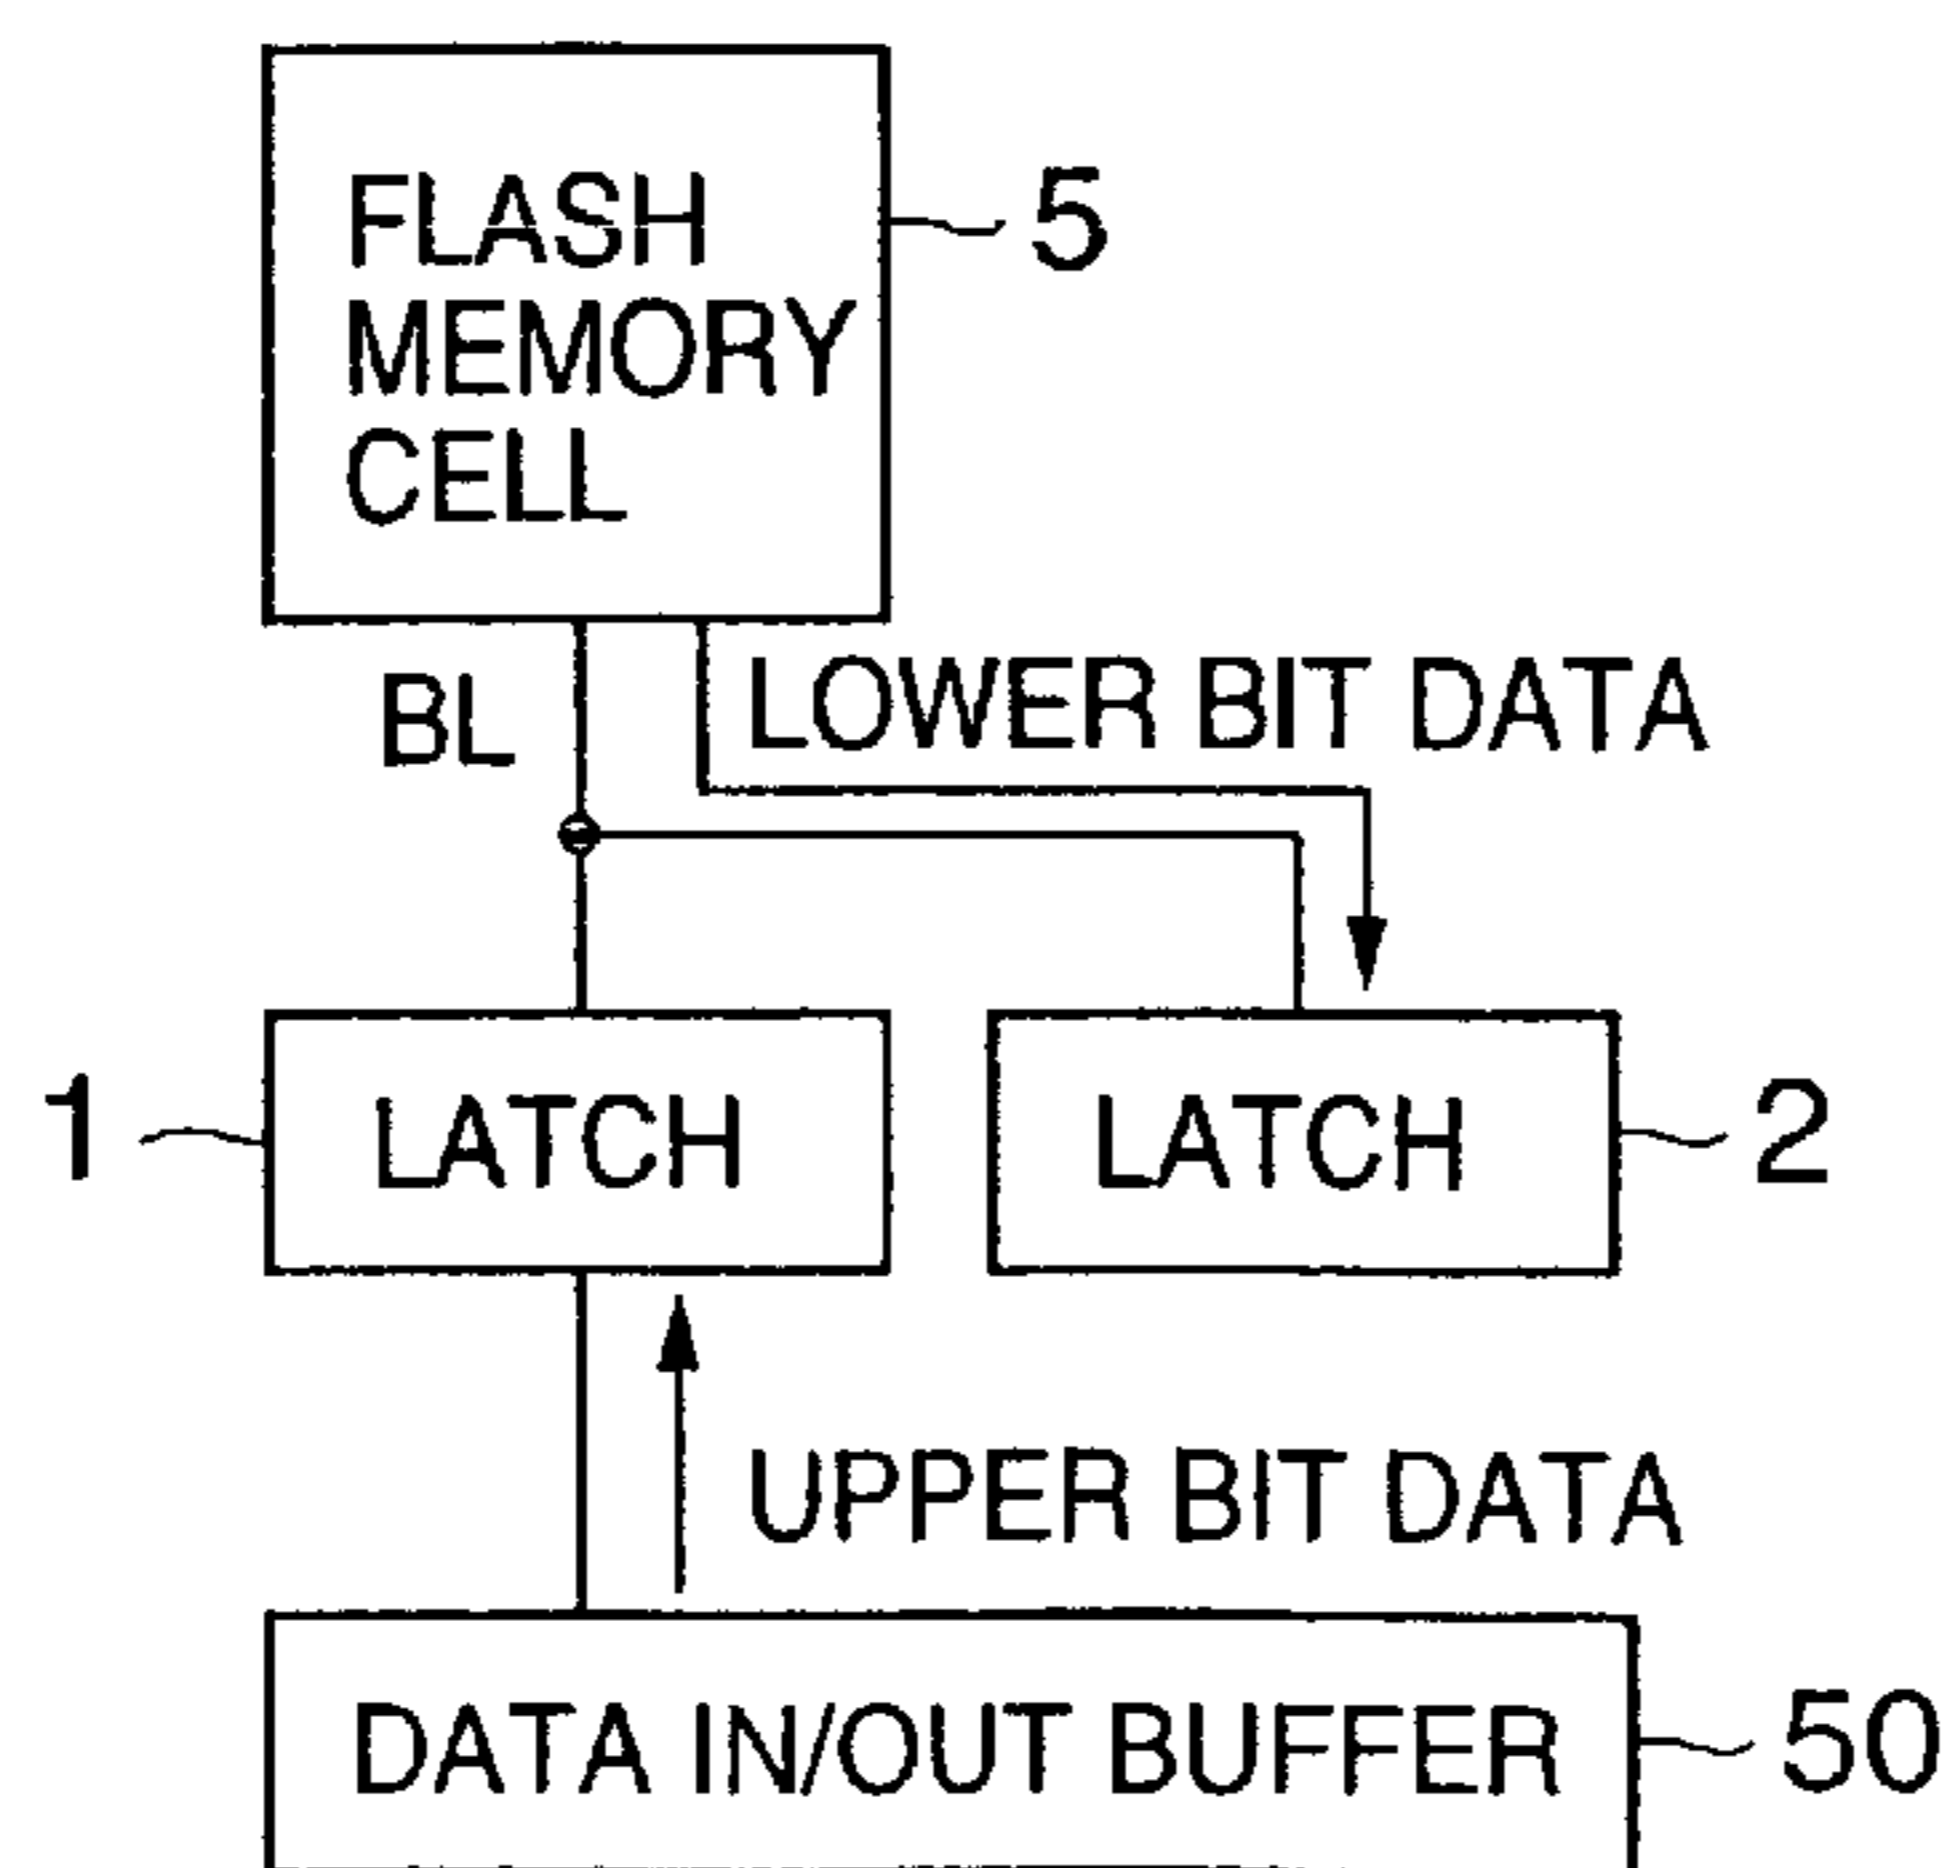 FLASH
MEMORY
CELL
5
BL
LOWER BIT DATA
1
LATCH
LATCH
2
UPPER BIT DATA
DATA IN/OUT BUFFER
50